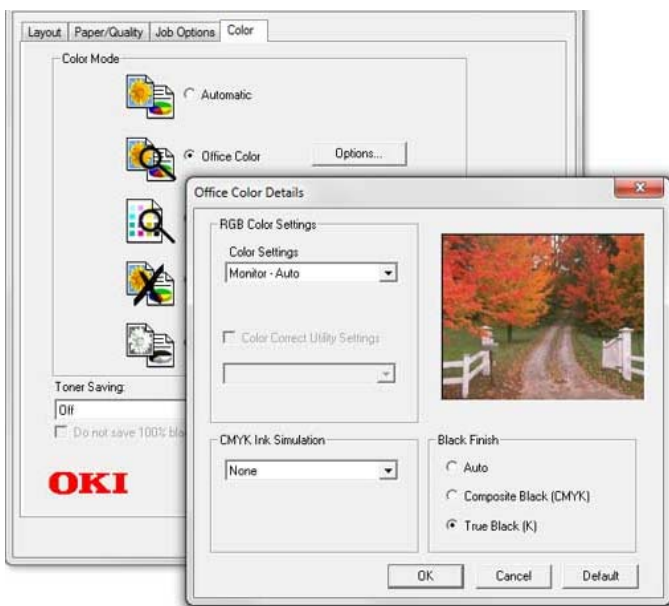 Layout Paper/Quality Job Options Color
Color Mode
Automatic
Office Color Options...
Toner Saving:
Off
Do not save 100% bla
OKI
Office Color Details
RGB Color Settings
Color Settings
Monitor - Auto
Color Correct Utility Settings
CMYK Ink Simulation
None
Black Finish
Auto
Composite Black (CMYK)
True Black (K)
OK Cancel Default